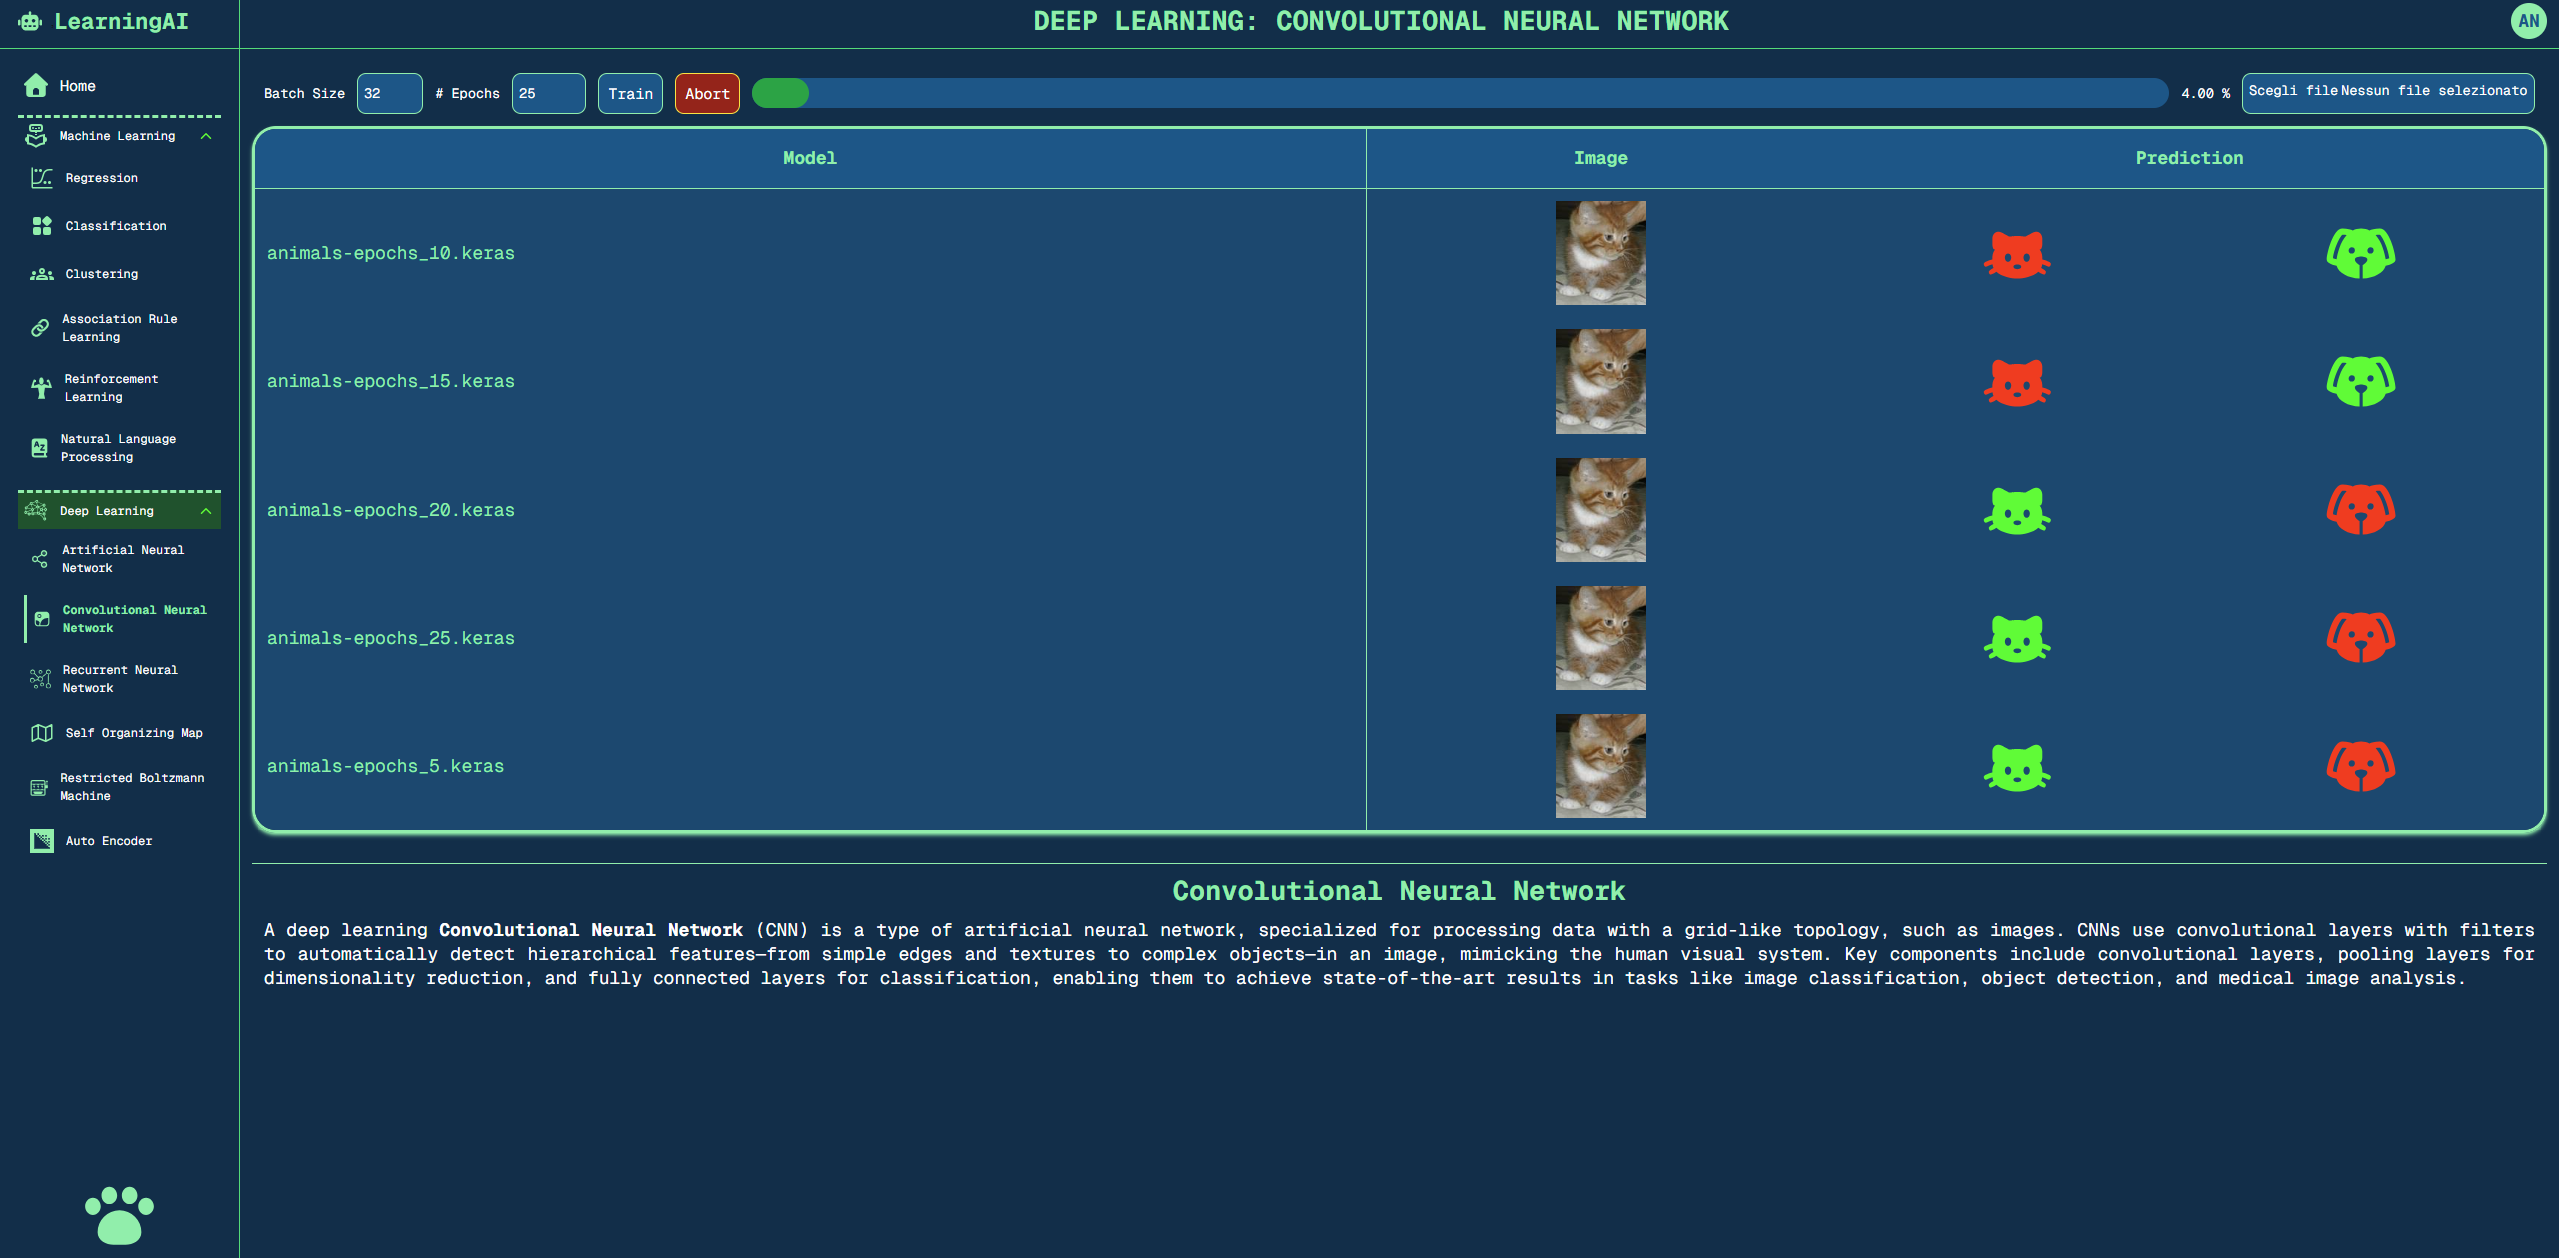 LearningAI
DEEP LEARNING: CONVOLUTIONAL NEURAL NETWORK
AN
Home
Machine Learning
Regression
Classification
Clustering
Association Rule
Learning
Reinforcement
Learning
Natural Language
Processing
Deep Learning
Artificial Neural
Network
Convolutional Neural
Network
Recurrent Neural
Network
Self Organizing Map
Restricted Boltzmann
Machine
Auto Encoder
Batch Size 32 # Epochs 25 Train Abort 4.00 % Scegli file Nessun file selezionato
Model Image Prediction
animals-epochs_10.keras
animals-epochs_15.keras
animals-epochs_20.keras
animals-epochs_25.keras
animals-epochs_5.keras
Convolutional Neural Network
A deep learning Convolutional Neural Network (CNN) is a type of artificial neural network, specialized for processing data with a grid-like topology, such as images. CNNs use convolutional layers with filters
to automatically detect hierarchical features—from simple edges and textures to complex objects—in an image, mimicking the human visual system. Key components include convolutional layers, pooling layers for
dimensionality reduction, and fully connected layers for classification, enabling them to achieve state-of-the-art results in tasks like image classification, object detection, and medical image analysis.